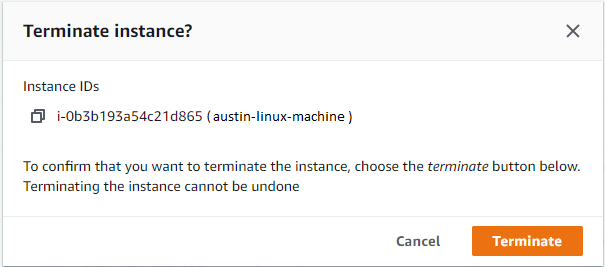 Terminate instance?
Instance IDs
i-0b3b193a54c21d865 ( austin-linux-machine )
To confirm that you want to terminate the instance, choose the terminate button below.
Terminating the instance cannot be undone
Cancel Terminate